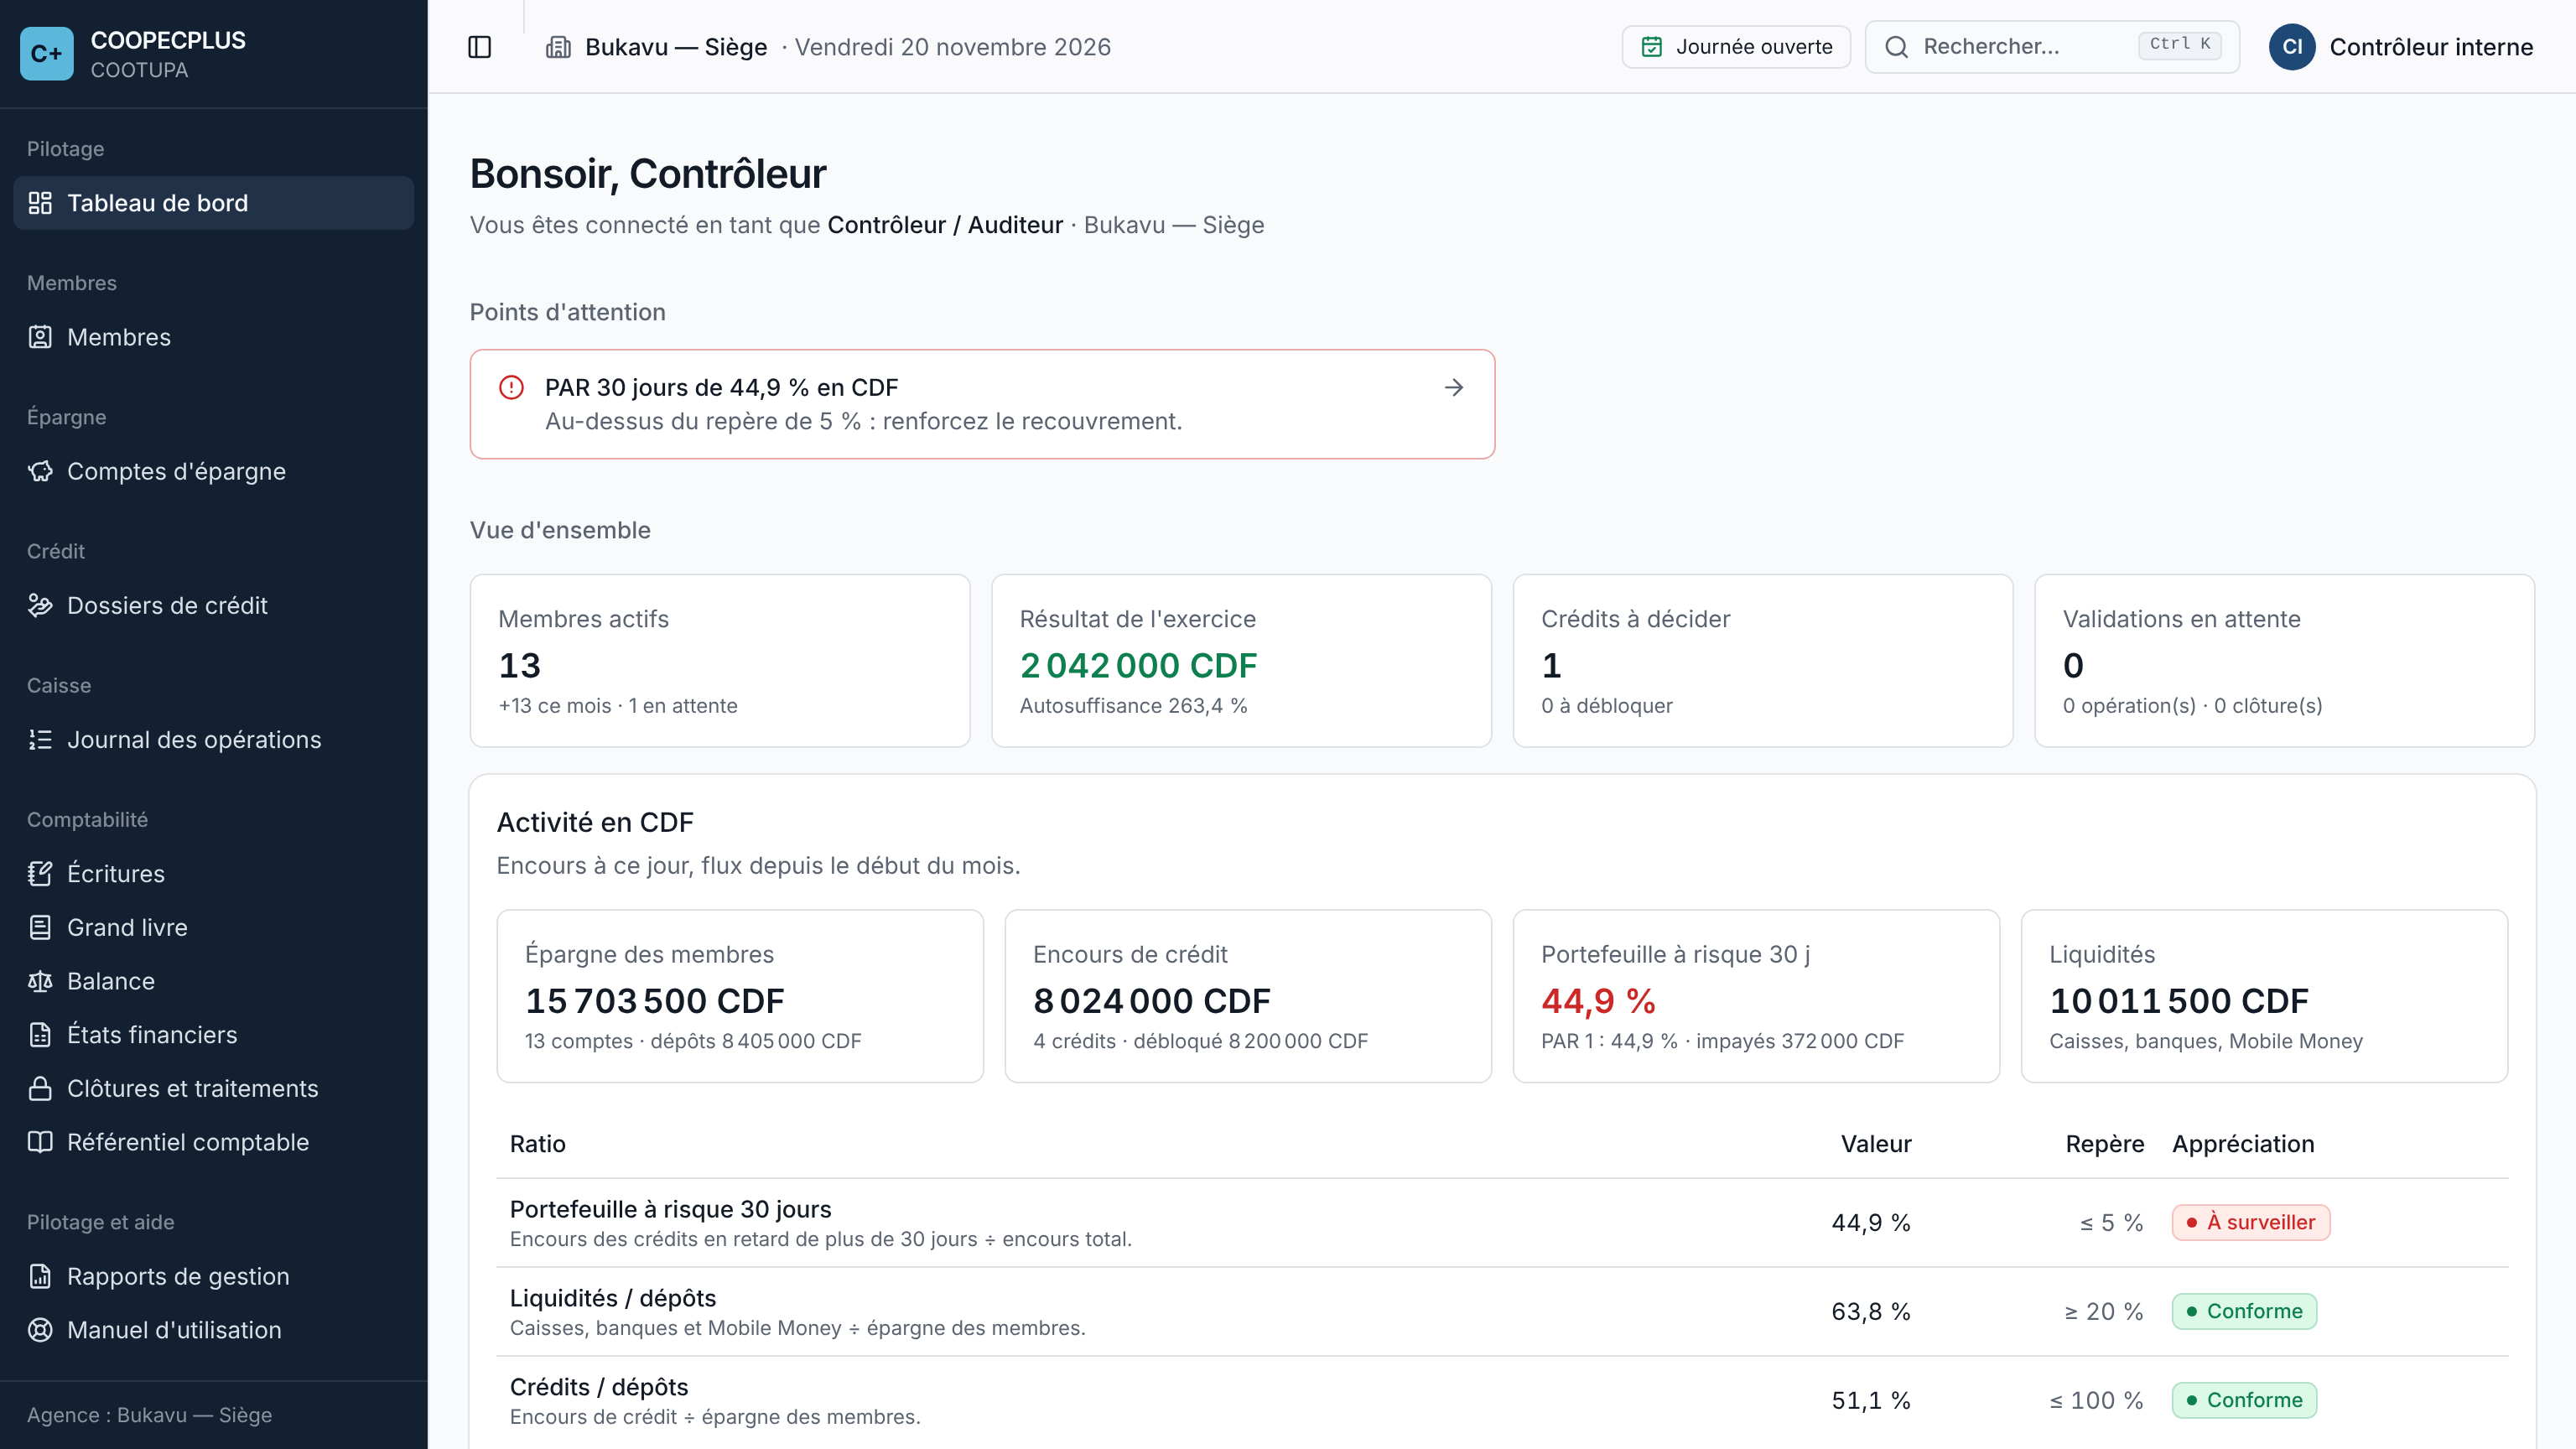 C+
COOPECPLUS
COOTUPA
Pilotage
Tableau de bord
Membres
Membres
Épargne
Comptes d'épargne
Crédit
Dossiers de crédit
Caisse
Journal des opérations
Comptabilité
Écritures
Grand livre
Balance
États financiers
Clôtures et traitements
Référentiel comptable
Pilotage et aide
Rapports de gestion
Manuel d'utilisation
Agence : Bukavu — Siège
Bukavu — Siège · Vendredi 20 novembre 2026
Journée ouverte
Rechercher... Ctrl K
CI Contrôleur interne
Bonsoir, Contrôleur
Vous êtes connecté en tant que Contrôleur / Auditeur · Bukavu — Siège
Points d'attention
PAR 30 jours de 44,9 % en CDF
Au-dessus du repère de 5 % : renforcez le recouvrement.
Vue d'ensemble
Membres actifs
13
+13 ce mois · 1 en attente
Résultat de l'exercice
2 042 000 CDF
Autosuffisance 263,4 %
Crédits à décider
1
0 à débloquer
Validations en attente
0
0 opération(s) · 0 clôture(s)
Activité en CDF
Encours à ce jour, flux depuis le début du mois.
Épargne des membres
15 703 500 CDF
13 comptes · dépôts 8 405 000 CDF
Encours de crédit
8 024 000 CDF
4 crédits · débloqué 8 200 000 CDF
Portefeuille à risque 30 j
44,9 %
PAR 1 : 44,9 % · impayés 372 000 CDF
Liquidités
10 011 500 CDF
Caisses, banques, Mobile Money
Ratio Valeur Repère Appréciation
Portefeuille à risque 30 jours
Encours des crédits en retard de plus de 30 jours ÷ encours total.
44,9 % ≤ 5 % À surveiller
Liquidités / dépôts
Caisses, banques et Mobile Money ÷ épargne des membres.
63,8 % ≥ 20 % Conforme
Crédits / dépôts
Encours de crédit ÷ épargne des membres.
51,1 % ≤ 100 % Conforme